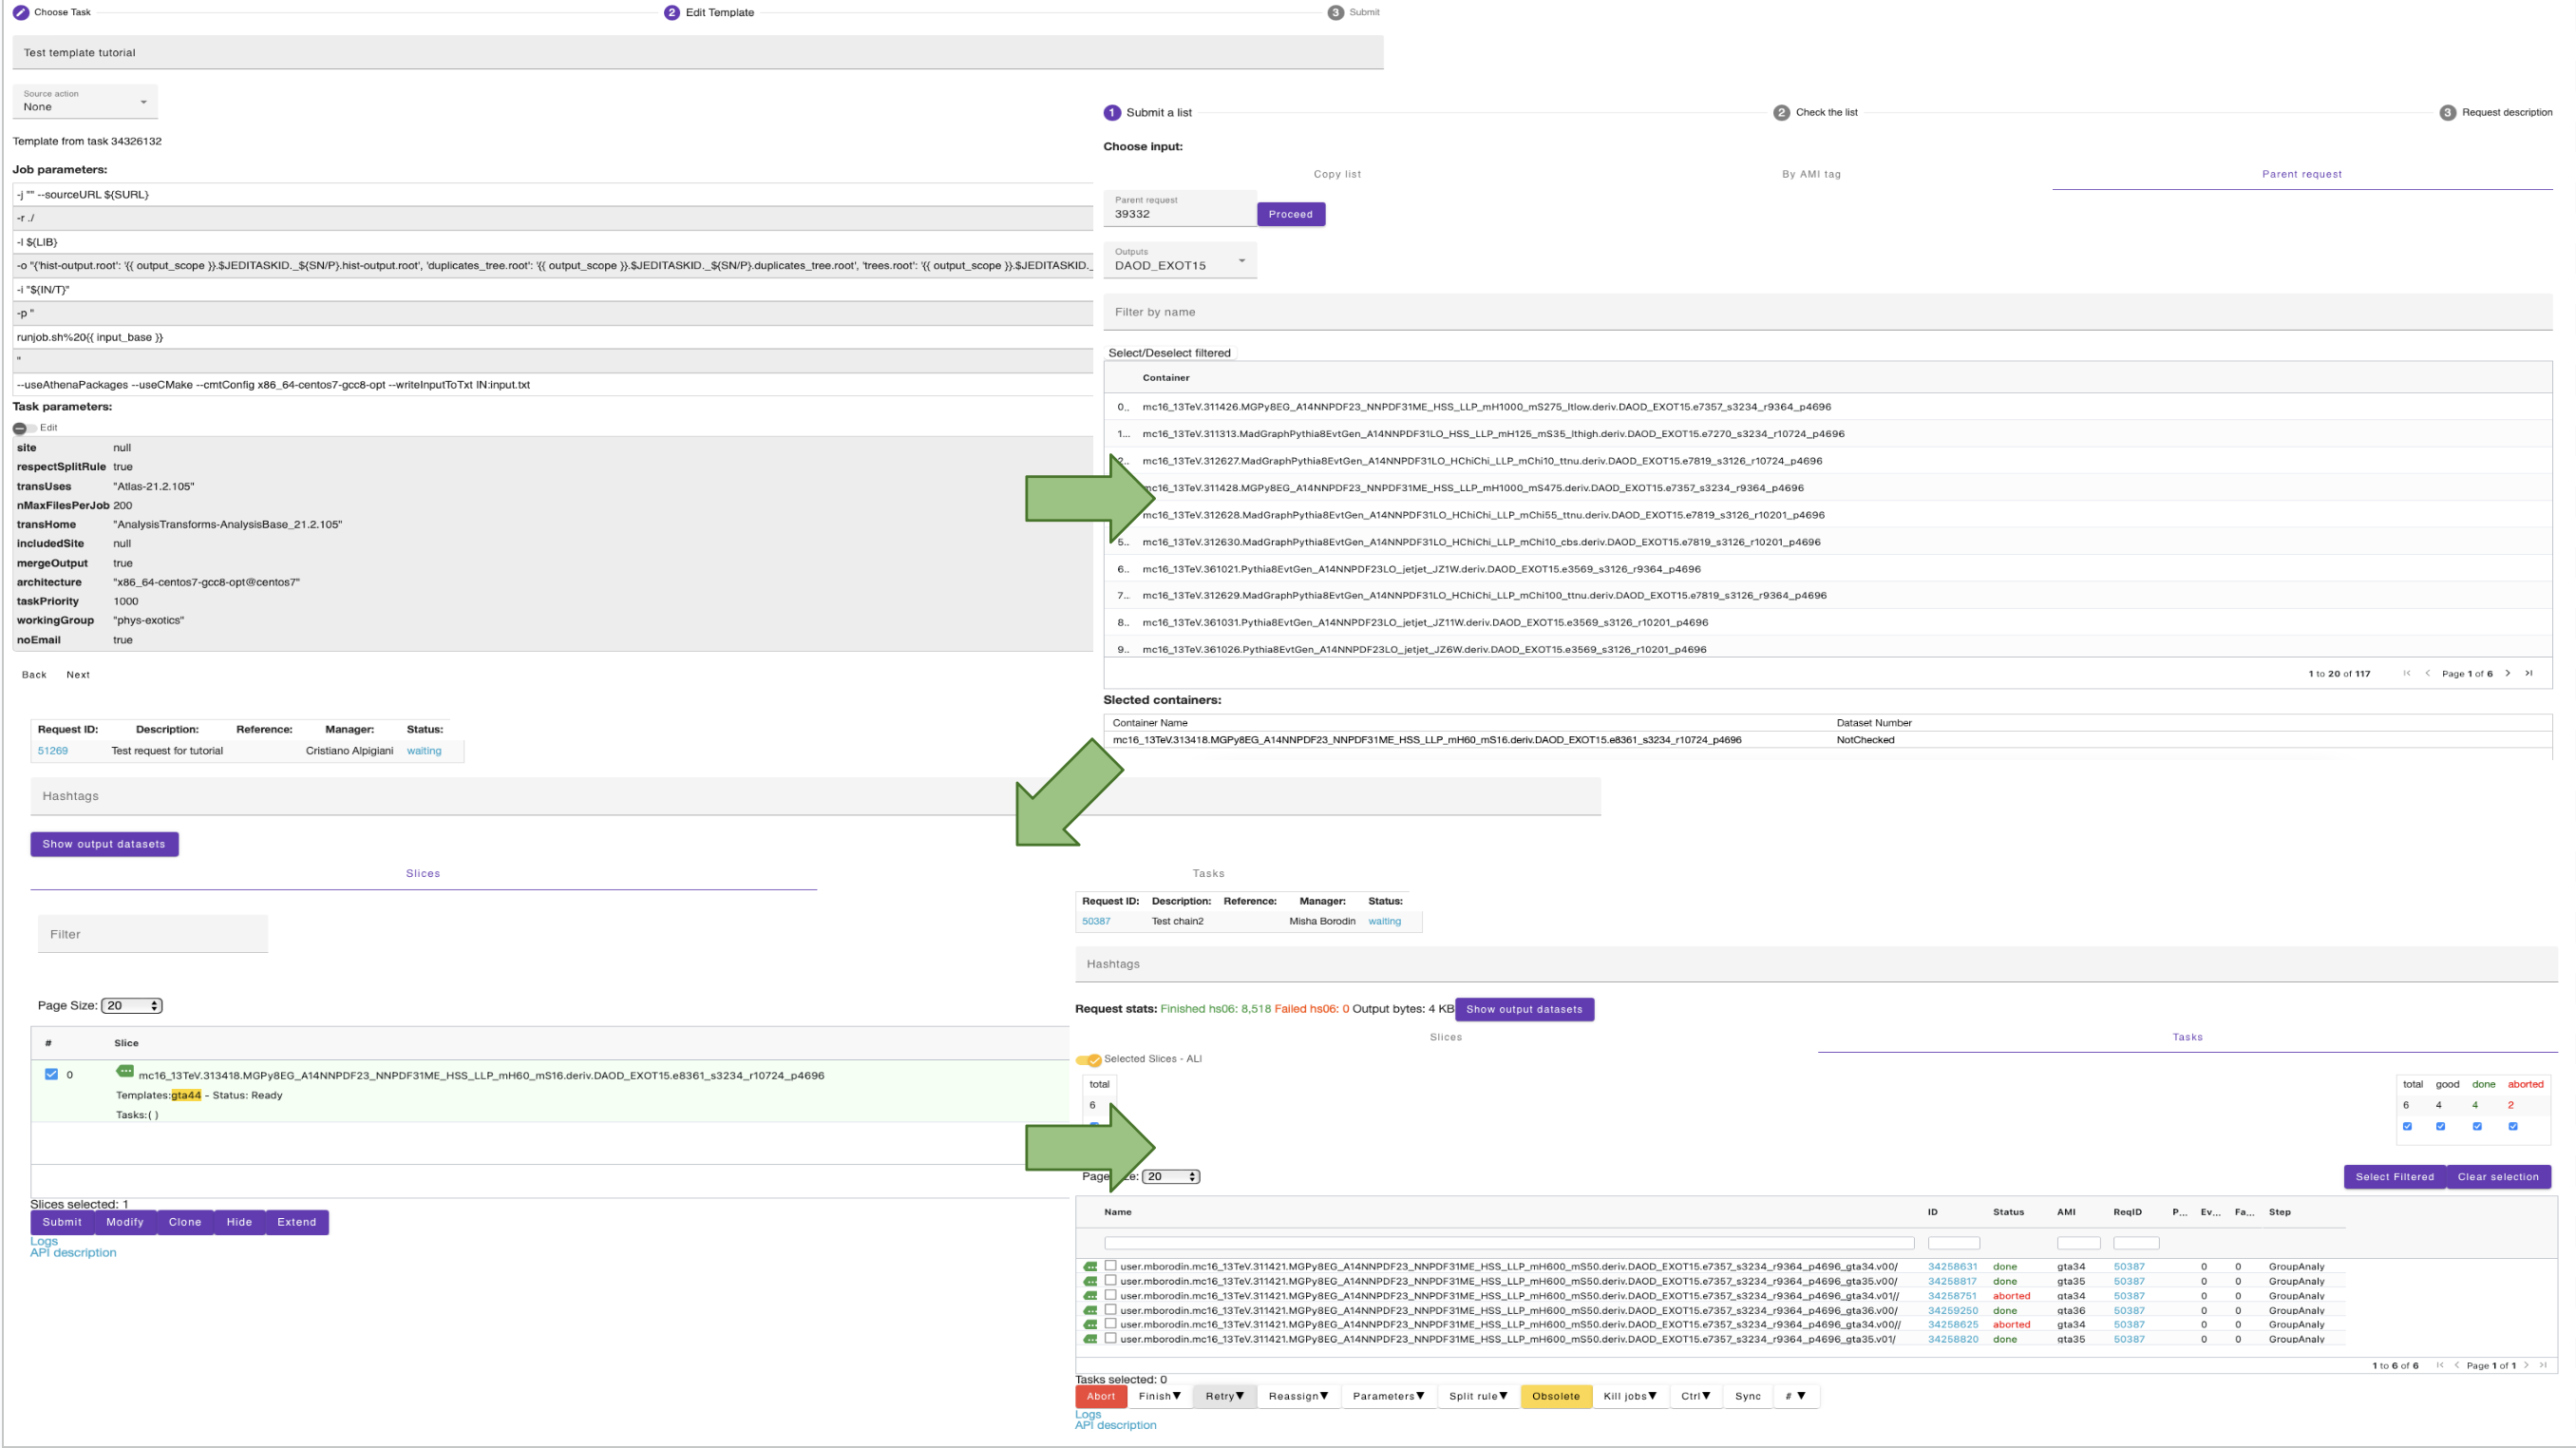 Choose Task
2 Edit Template
3 Submit
Test template tutorial
Source action
None
Template from task 34326132
Job parameters:
-j "" --sourceURL ${SURL}
-r ./
-l ${LIB}
-o "{'hist-output.root': '{{ output_scope }}.$JEDITASKID._${SN/P}.hist-output.root', 'duplicates_tree.root': '{{ output_scope }}.$JEDITASKID._${SN/P}.duplicates_tree.root', 'trees.root': '{{ output_scope }}.$JEDITASKID._
-i "${IN/T}"
-p "
runjob.sh%20{{ input_base }}
"
--useAthenaPackages --useCMake --cmtConfig x86_64-centos7-gcc8-opt --writeInputToTxt IN:input.txt
Task parameters:
Edit
site null
respectSplitRule true
transUses "Atlas-21.2.105"
nMaxFilesPerJob 200
transHome "AnalysisTransforms-AnalysisBase_21.2.105"
includedSite null
mergeOutput true
architecture "x86_64-centos7-gcc8-opt@centos7"
taskPriority 1000
workingGroup "phys-exotics"
noEmail true
Back Next
1 Submit a list
2 Check the list
3 Request description
Choose input:
Copy list By AMI tag Parent request
Parent request
39332
Proceed
Outputs
DAOD_EXOT15
Filter by name
Select/Deselect filtered
Container
0.. mc16_13TeV.311426.MGPy8EG_A14NNPDF23_NNPDF31ME_HSS_LLP_mH1000_mS275_ltlow.deriv.DAOD_EXOT15.e7357_s3234_r9364_p4696
1... mc16_13TeV.311313.MadGraphPythia8EvtGen_A14NNPDF31LO_HSS_LLP_mH125_mS35_lthigh.deriv.DAOD_EXOT15.e7270_s3234_r10724_p4696
2.. mc16_13TeV.312627.MadGraphPythia8EvtGen_A14NNPDF31LO_HChiChi_LLP_mChi10_ttnu.deriv.DAOD_EXOT15.e7819_s3126_r10724_p4696
mc16_13TeV.311428.MGPy8EG_A14NNPDF23_NNPDF31ME_HSS_LLP_mH1000_mS475.deriv.DAOD_EXOT15.e7357_s3234_r9364_p4696
mc16_13TeV.312628.MadGraphPythia8EvtGen_A14NNPDF31LO_HChiChi_LLP_mChi55_ttnu.deriv.DAOD_EXOT15.e7819_s3126_r10201_p4696
5.. mc16_13TeV.312630.MadGraphPythia8EvtGen_A14NNPDF31LO_HChiChi_LLP_mChi10_cbs.deriv.DAOD_EXOT15.e7819_s3126_r10201_p4696
6.. mc16_13TeV.361021.Pythia8EvtGen_A14NNPDF23LO_jetjet_JZ1W.deriv.DAOD_EXOT15.e3569_s3126_r9364_p4696
7... mc16_13TeV.312629.MadGraphPythia8EvtGen_A14NNPDF31LO_HChiChi_LLP_mChi100_ttnu.deriv.DAOD_EXOT15.e7819_s3126_r9364_p4696
8.. mc16_13TeV.361031.Pythia8EvtGen_A14NNPDF23LO_jetjet_JZ11W.deriv.DAOD_EXOT15.e3569_s3126_r10201_p4696
9.. mc16_13TeV.361026.Pythia8EvtGen_A14NNPDF23LO_jetjet_JZ6W.deriv.DAOD_EXOT15.e3569_s3126_r10201_p4696
1 to 20 of 117 Page 1 of 6
Slected containers:
Container Name Dataset Number
mc16_13TeV.313418.MGPy8EG_A14NNPDF23_NNPDF31ME_HSS_LLP_mH60_mS16.deriv.DAOD_EXOT15.e8361_s3234_r10724_p4696 NotChecked
Request ID: Description: Reference: Manager: Status:
51269 Test request for tutorial Cristiano Alpigiani waiting
Hashtags
Show output datasets
Slices Tasks
Filter
Page Size: 20
# Slice
0 mc16_13TeV.313418.MGPy8EG_A14NNPDF23_NNPDF31ME_HSS_LLP_mH60_mS16.deriv.DAOD_EXOT15.e8361_s3234_r10724_p4696
Templates:gta44 - Status: Ready
Tasks:( )
Slices selected: 1
Submit Modify Clone Hide Extend
Logs
API description
Request ID: Description: Reference: Manager: Status:
50387 Test chain2 Misha Borodin waiting
Hashtags
Request stats: Finished hs06: 8,518 Failed hs06: 0 Output bytes: 4 KB Show output datasets
Slices Tasks
Selected Slices - ALl
total
6
total good done aborted
6 4 4 2
Page ze: 20
Select Filtered Clear selection
Name ID Status AMI ReqID P... Ev... Fa... Step
user.mborodin.mc16_13TeV.311421.MGPy8EG_A14NNPDF23_NNPDF31ME_HSS_LLP_mH600_mS50.deriv.DAOD_EXOT15.e7357_s3234_r9364_p4696_gta34.v00/ 34258631 done gta34 50387 0 0 GroupAnaly
user.mborodin.mc16_13TeV.311421.MGPy8EG_A14NNPDF23_NNPDF31ME_HSS_LLP_mH600_mS50.deriv.DAOD_EXOT15.e7357_s3234_r9364_p4696_gta35.v00/ 34258817 done gta35 50387 0 0 GroupAnaly
user.mborodin.mc16_13TeV.311421.MGPy8EG_A14NNPDF23_NNPDF31ME_HSS_LLP_mH600_mS50.deriv.DAOD_EXOT15.e7357_s3234_r9364_p4696_gta34.v01// 34258751 aborted gta34 50387 0 0 GroupAnaly
user.mborodin.mc16_13TeV.311421.MGPy8EG_A14NNPDF23_NNPDF31ME_HSS_LLP_mH600_mS50.deriv.DAOD_EXOT15.e7357_s3234_r9364_p4696_gta36.v00/ 34259250 done gta36 50387 0 0 GroupAnaly
user.mborodin.mc16_13TeV.311421.MGPy8EG_A14NNPDF23_NNPDF31ME_HSS_LLP_mH600_mS50.deriv.DAOD_EXOT15.e7357_s3234_r9364_p4696_gta34.v00// 34258625 aborted gta34 50387 0 0 GroupAnaly
user.mborodin.mc16_13TeV.311421.MGPy8EG_A14NNPDF23_NNPDF31ME_HSS_LLP_mH600_mS50.deriv.DAOD_EXOT15.e7357_s3234_r9364_p4696_gta35.v01/ 34258820 done gta35 50387 0 0 GroupAnaly
1 to 6 of 6 Page 1 of 1
Tasks selected: 0
Abort Finish▼ Retry▼ Reassign▼ Parameters▼ Split rule▼ Obsolete Kill jobs▼ Ctrl▼ Sync # ▼
Logs
API description